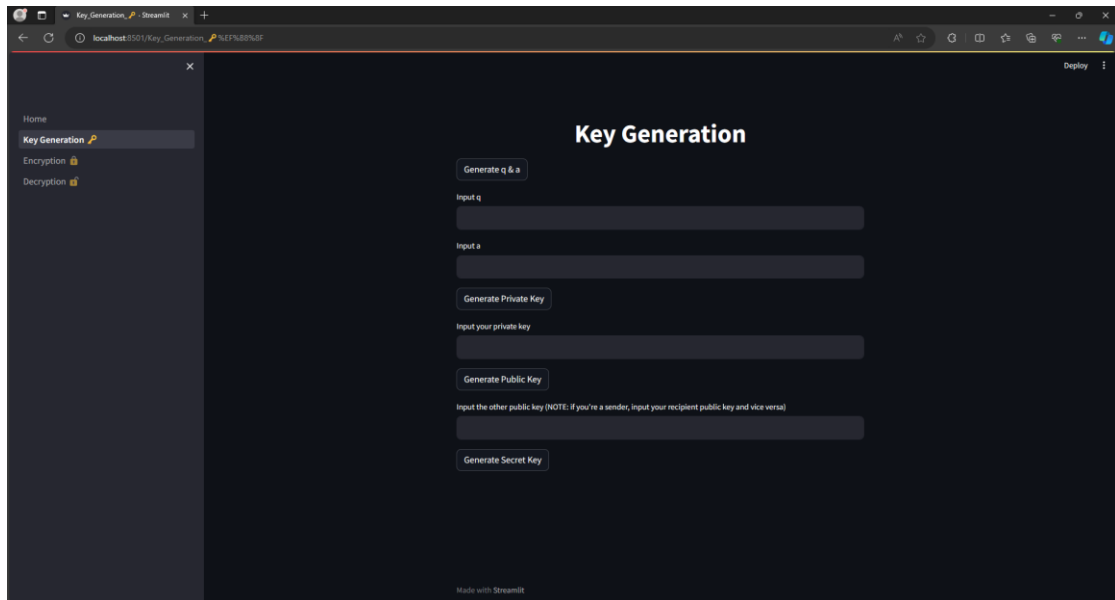 Key_Generation_🔑 - Streamlit
localhost:8501/Key_Generation_🔑%EF%B8%8F
Deploy
Home
Key Generation 🔑
Encryption 🔒
Decryption 🔓
Key Generation
Generate q & a
Input q
Input a
Generate Private Key
Input your private key
Generate Public Key
Input the other public key (NOTE: if you're a sender, input your recipient public key and vice versa)
Generate Secret Key
Made with Streamlit